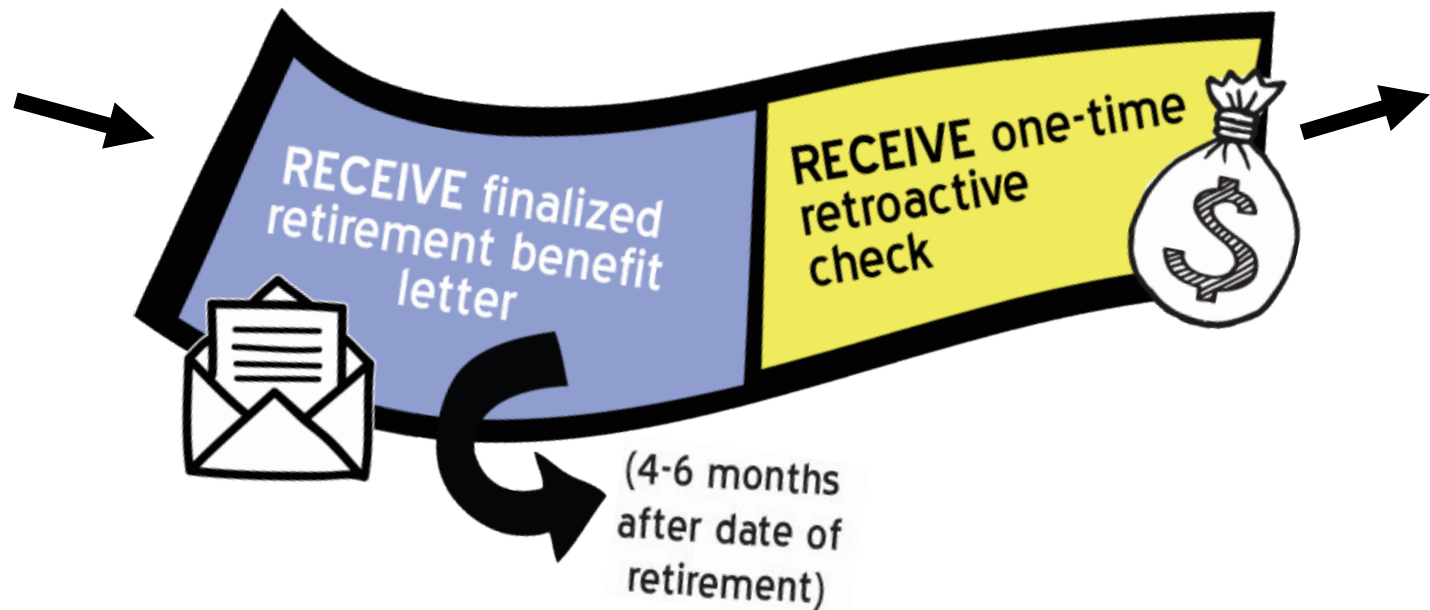 RECEIVE finalized
retirement benefit
letter
RECEIVE one-time
retroactive
check
$
(4-6 months
after date of
retirement)